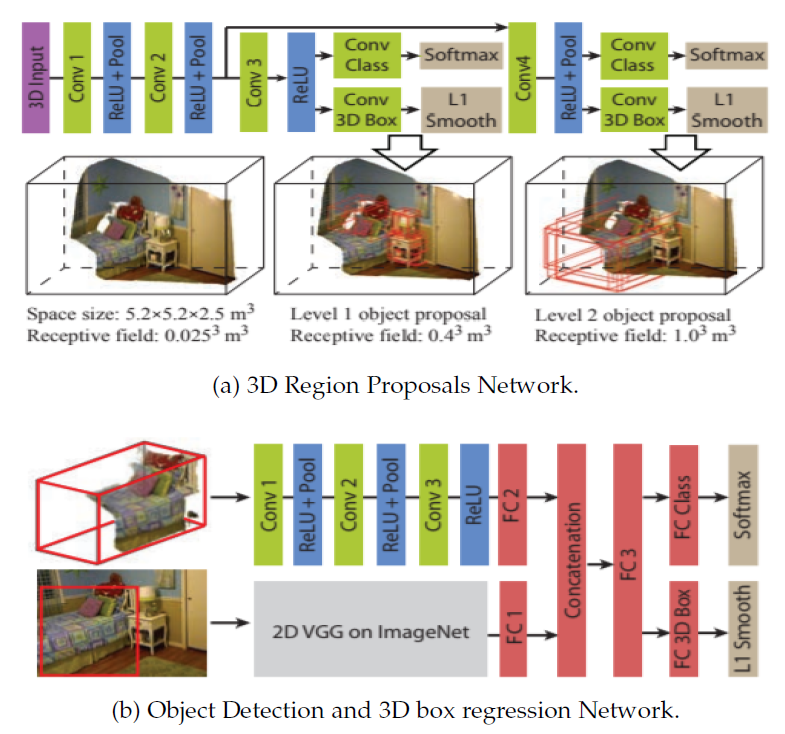 3D Input
Conv 1
ReLU + Pool
Conv 2
ReLU + Pool
Conv 3
ReLU
Conv
Class
Softmax
Conv
3D Box
L1
Smooth
Conv4
ReLU + Pool
Conv
Class
Softmax
Conv
3D Box
L1
Smooth
Space size: 5.2×5.2×2.5 m³
Receptive field: 0.025³ m³
Level 1 object proposal
Receptive field: 0.4³ m³
Level 2 object proposal
Receptive field: 1.0³ m³
(a) 3D Region Proposals Network.
Conv 1
ReLU + Pool
Conv 2
ReLU + Pool
Conv 3
ReLU
FC 2
2D VGG on ImageNet
FC 1
Concatenation
FC 3
FC Class
Softmax
FC 3D Box
L1 Smooth
(b) Object Detection and 3D box regression Network.